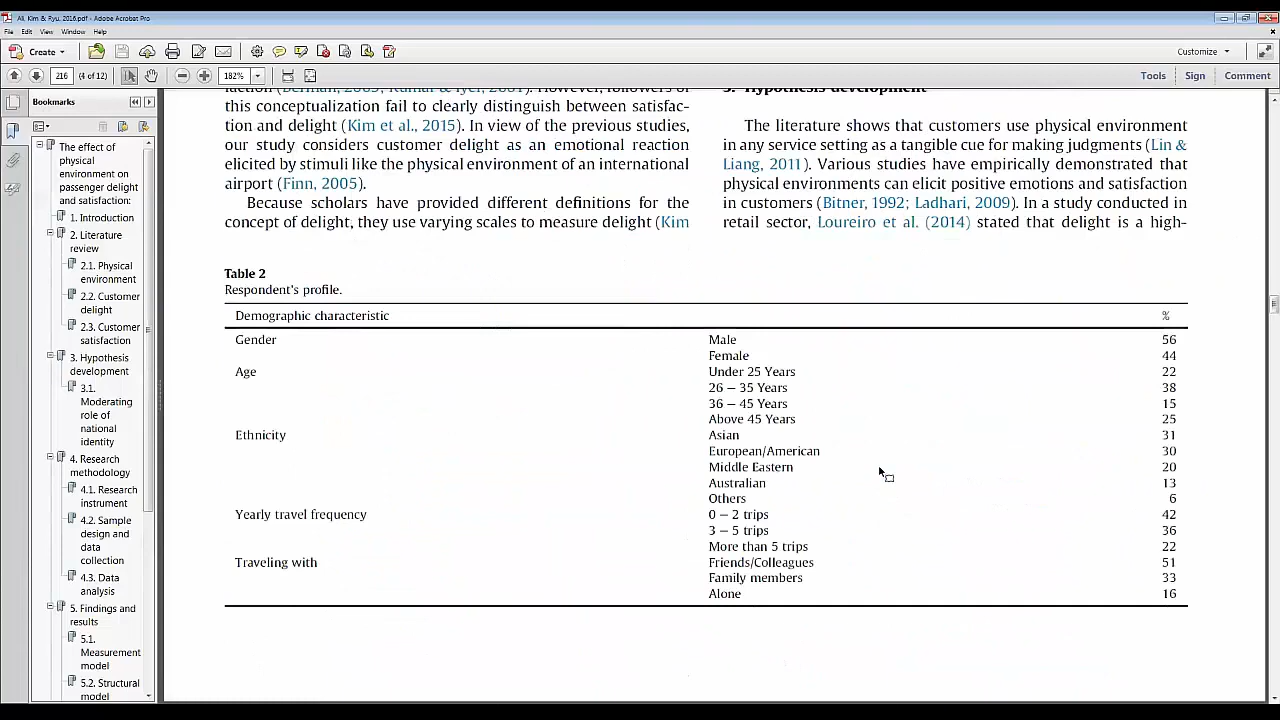 Ali, Kim & Ryu, 2016.pdf - Adobe Acrobat Pro
File Edit View Window Help
Create
Customize
216 (4 of 12)
182%
Tools Sign Comment
Bookmarks
The effect of
physical
environment on
passenger delight
and satisfaction:
1. Introduction
2. Literature
review
2.1. Physical
environment
2.2. Customer
delight
2.3. Customer
satisfaction
3. Hypothesis
development
3.1.
Moderating
role of
national
identity
4. Research
methodology
4.1. Research
instrument
4.2. Sample
design and
data
collection
4.3. Data
analysis
5. Findings and
results
5.1.
Measurement
model
5.2. Structural
model
faction (Berman, 2005; Kumar & Iyer, 2001). However, followers of
this conceptualization fail to clearly distinguish between satisfac-
tion and delight (Kim et al., 2015). In view of the previous studies,
our study considers customer delight as an emotional reaction
elicited by stimuli like the physical environment of an international
airport (Finn, 2005).
Because scholars have provided different definitions for the
concept of delight, they use varying scales to measure delight (Kim
3. Hypothesis development
The literature shows that customers use physical environment
in any service setting as a tangible cue for making judgments (Lin &
Liang, 2011). Various studies have empirically demonstrated that
physical environments can elicit positive emotions and satisfaction
in customers (Bitner, 1992; Ladhari, 2009). In a study conducted in
retail sector, Loureiro et al. (2014) stated that delight is a high-
Table 2
Respondent's profile.
Demographic characteristic %
Gender Male 56
Female 44
Age Under 25 Years 22
26 – 35 Years 38
36 – 45 Years 15
Above 45 Years 25
Ethnicity Asian 31
European/American 30
Middle Eastern 20
Australian 13
Others 6
Yearly travel frequency 0 – 2 trips 42
3 – 5 trips 36
More than 5 trips 22
Traveling with Friends/Colleagues 51
Family members 33
Alone 16